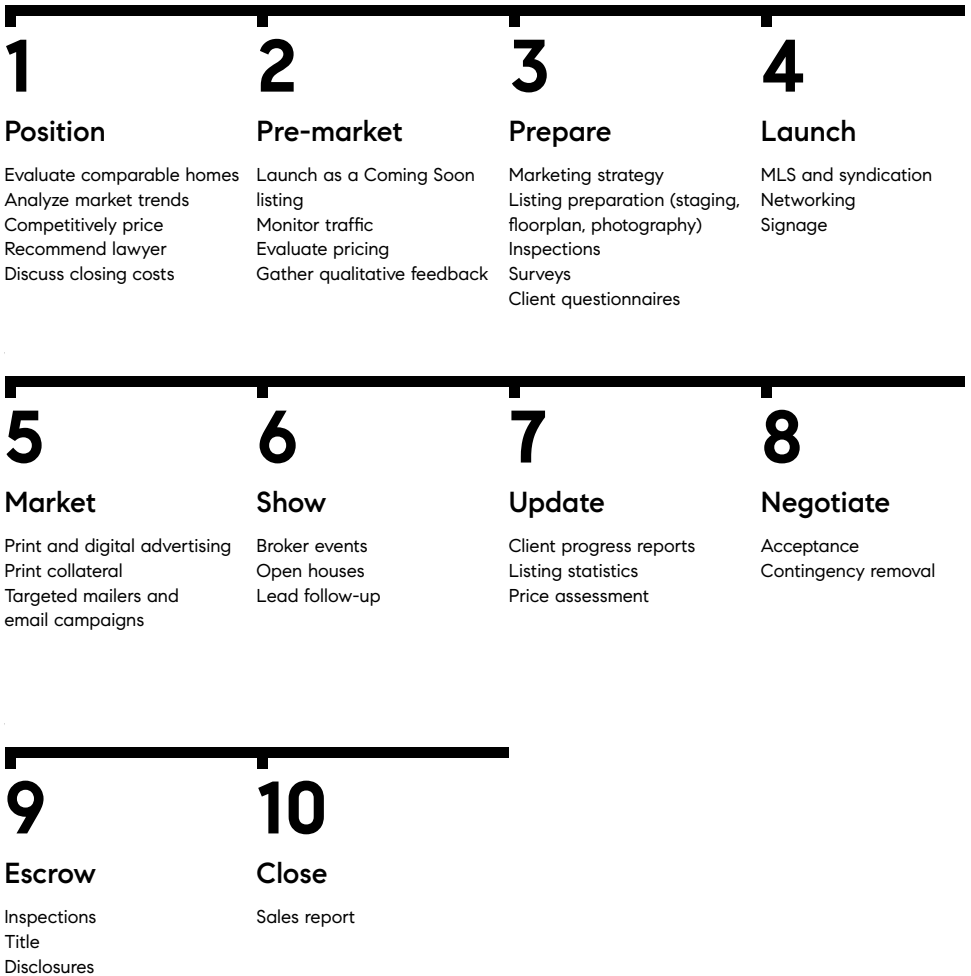 1
Position
Evaluate comparable homes
Analyze market trends
Competitively price
Recommend lawyer
Discuss closing costs
2
Pre-market
Launch as a Coming Soon
listing
Monitor traffic
Evaluate pricing
Gather qualitative feedback
3
Prepare
Marketing strategy
Listing preparation (staging,
floorplan, photography)
Inspections
Surveys
Client questionnaires
4
Launch
MLS and syndication
Networking
Signage
5
Market
Print and digital advertising
Print collateral
Targeted mailers and
email campaigns
6
Show
Broker events
Open houses
Lead follow-up
7
Update
Client progress reports
Listing statistics
Price assessment
8
Negotiate
Acceptance
Contingency removal
9
Escrow
Inspections
Title
Disclosures
10
Close
Sales report